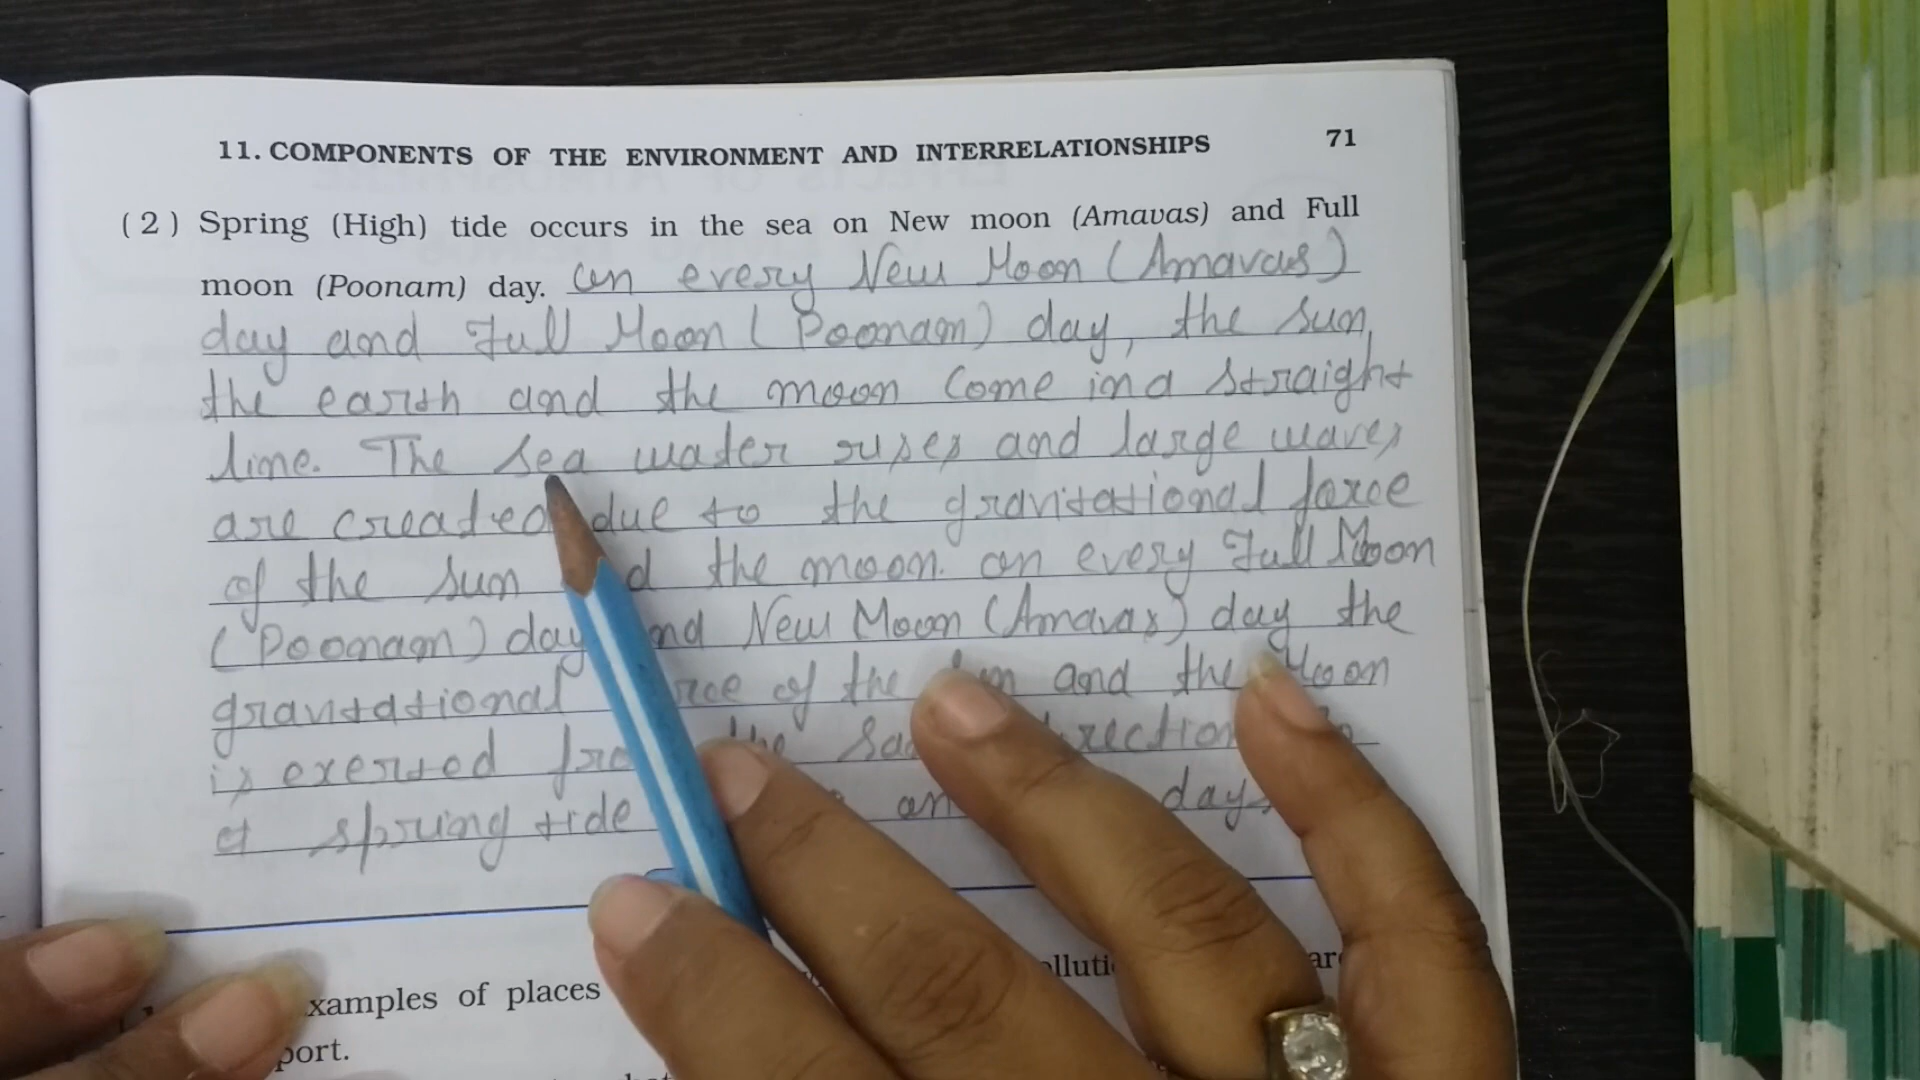 11. COMPONENTS OF THE ENVIRONMENT AND INTERRELATIONSHIPS 71
(2) Spring (High) tide occurs in the sea on New moon (Amavas) and Full
moon (Poonam) day. on every New Moon (Amavas)
day and Full Moon (Poonam) day, the sun,
the earth and the moon come in a straight
line. The sea water rises and large waves
are created due to the gravitational force
of the sun the moon. on every Full Moon
(Poonam) day and New Moon (Amavas) day the
gravitational of the and the Moon
is exerted the
spring tide days
examples of places
port.